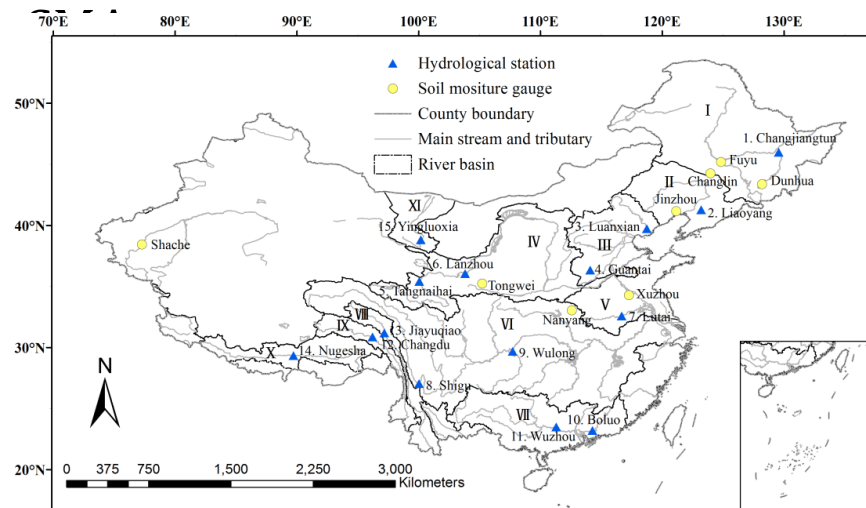 70°E 80°E 90°E 100°E 110°E 120°E 130°E
50°N
40°N
30°N
20°N
Hydrological station
Soil mositure gauge
County boundary
Main stream and tributary
River basin
I
1. Changjiangtun
Fuyu
II
Changlin
Dunhua
Jinzhou
2. Liaoyang
XI
3. Luanxian
15. Yingluoxia
IV
III
Shache
6. Lanzhou
4. Guantai
5. Tangnaihai
Tongwei
Xuzhou
V
VIII
Nanyang
7. Lutai
IX
VI
13. Jiayuqiao
12. Changdu
X
14. Nugesha
9. Wulong
8. Shigu
N
VII
10. Boluo
11. Wuzhou
0 375 750 1,500 2,250 3,000
Kilometers